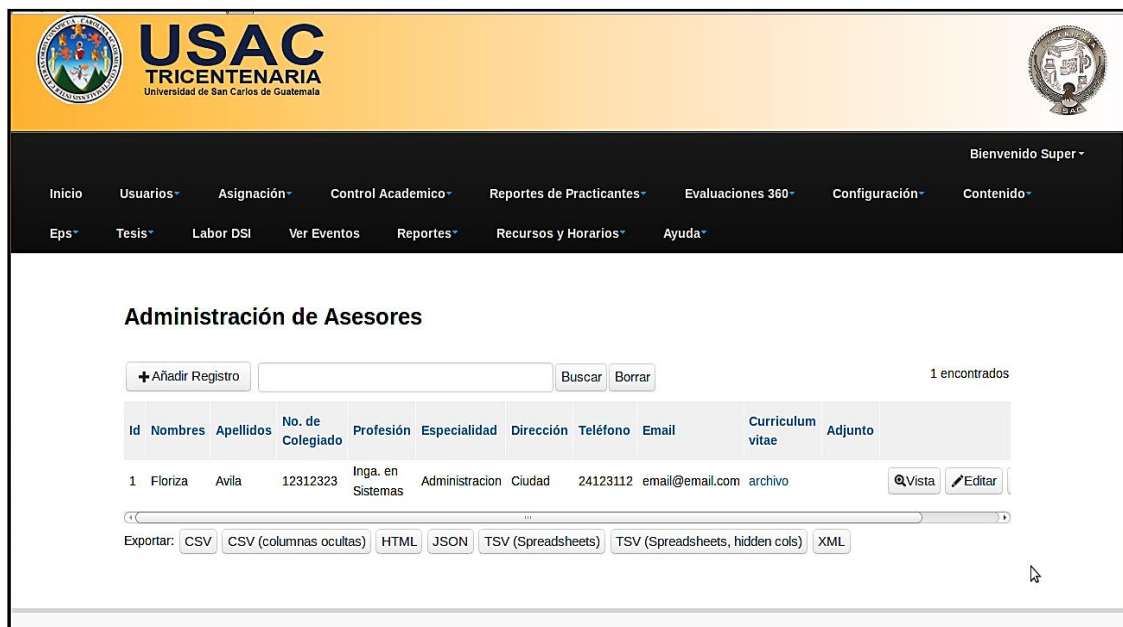 USAC
TRICENTENARIA
Universidad de San Carlos de Guatemala
Bienvenido Super
Inicio Usuarios Asignación Control Academico Reportes de Practicantes Evaluaciones 360 Configuración Contenido
Eps Tesis Labor DSI Ver Eventos Reportes Recursos y Horarios Ayuda
Administración de Asesores
Añadir Registro Buscar Borrar 1 encontrados
Id Nombres Apellidos No. de Colegiado Profesión Especialidad Dirección Teléfono Email Curriculum vitae Adjunto
1 Floriza Avila 12312323 Inga. en Sistemas Administracion Ciudad 24123112 email@email.com archivo Vista Editar
Exportar: CSV CSV (columnas ocultas) HTML JSON TSV (Spreadsheets) TSV (Spreadsheets, hidden cols) XML